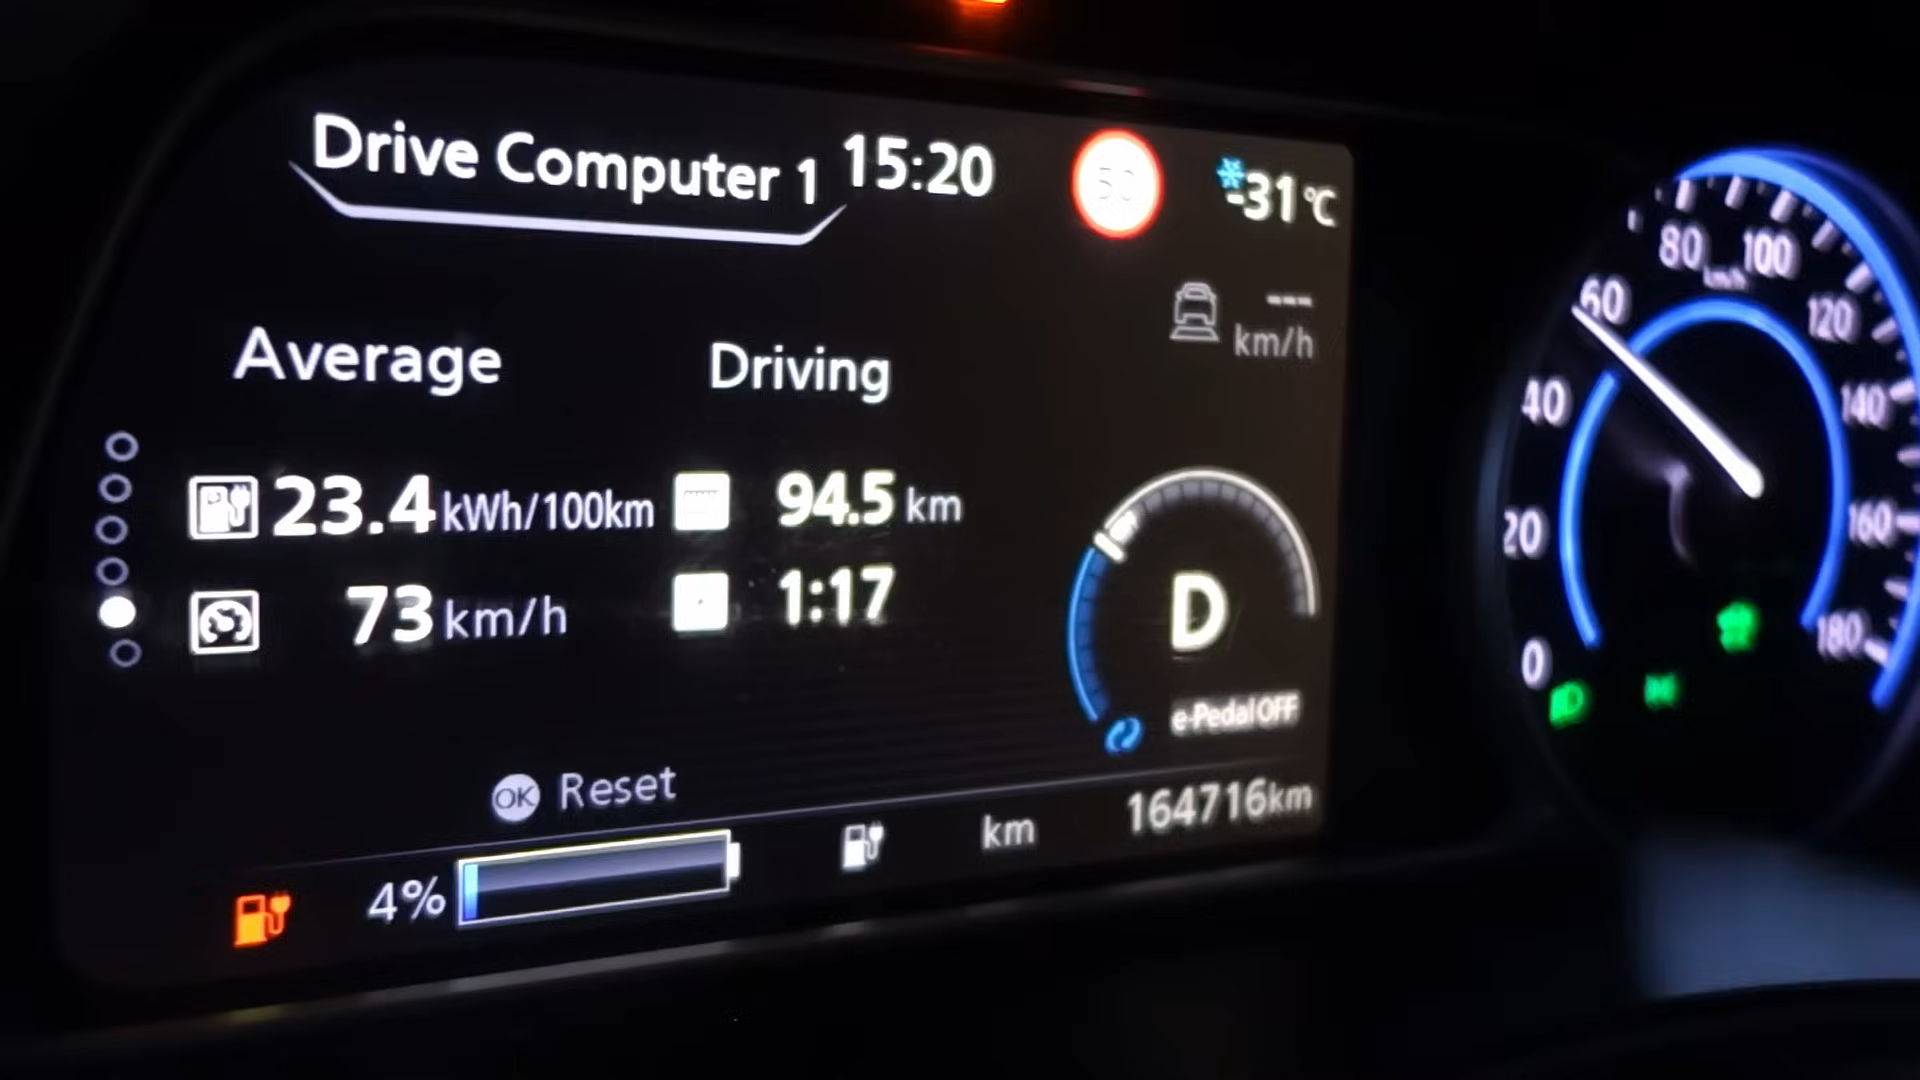 Drive Computer 1 15:20 -31°C
--- km/h
Average Driving
23.4 kWh/100km 94.5 km
73 km/h 1:17
D
e-Pedal OFF
OK Reset
4% km 164716km
0
20
40
60
80
100
km/h
120
140
160
180